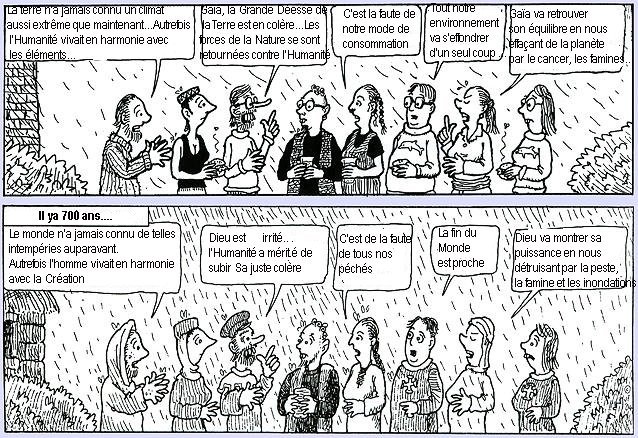 La terre n'a jamais connu un climat
aussi extrême que maintenant...Autrefois
l'Humanité vivait en harmonie avec
les éléments...
Gaïa, la Grande Deesse de
la Terre est en colère...Les
forces de la Nature se sont
retournées contre l'Humanité
C'est la faute de
notre mode de
consommation
Tout notre
environnement
va s'effondrer
d'un seul coup
Gaïa va retrouver
son équilibre en nous
effaçant de la planète
par le cancer, les famines..
Il ya 700 ans....
Le monde n'a jamais connu de telles
intempéries auparavant.
Autrefois l'homme vivait en harmonie
avec la Création
Dieu est irrité...
l'Humanité a mérité de
subir Sa juste colère
C'est de la faute
de tous nos
péchés
La fin du
Monde
est proche
Dieu va montrer sa
puissance en nous
détruisant par la peste,
la famine et les inondations